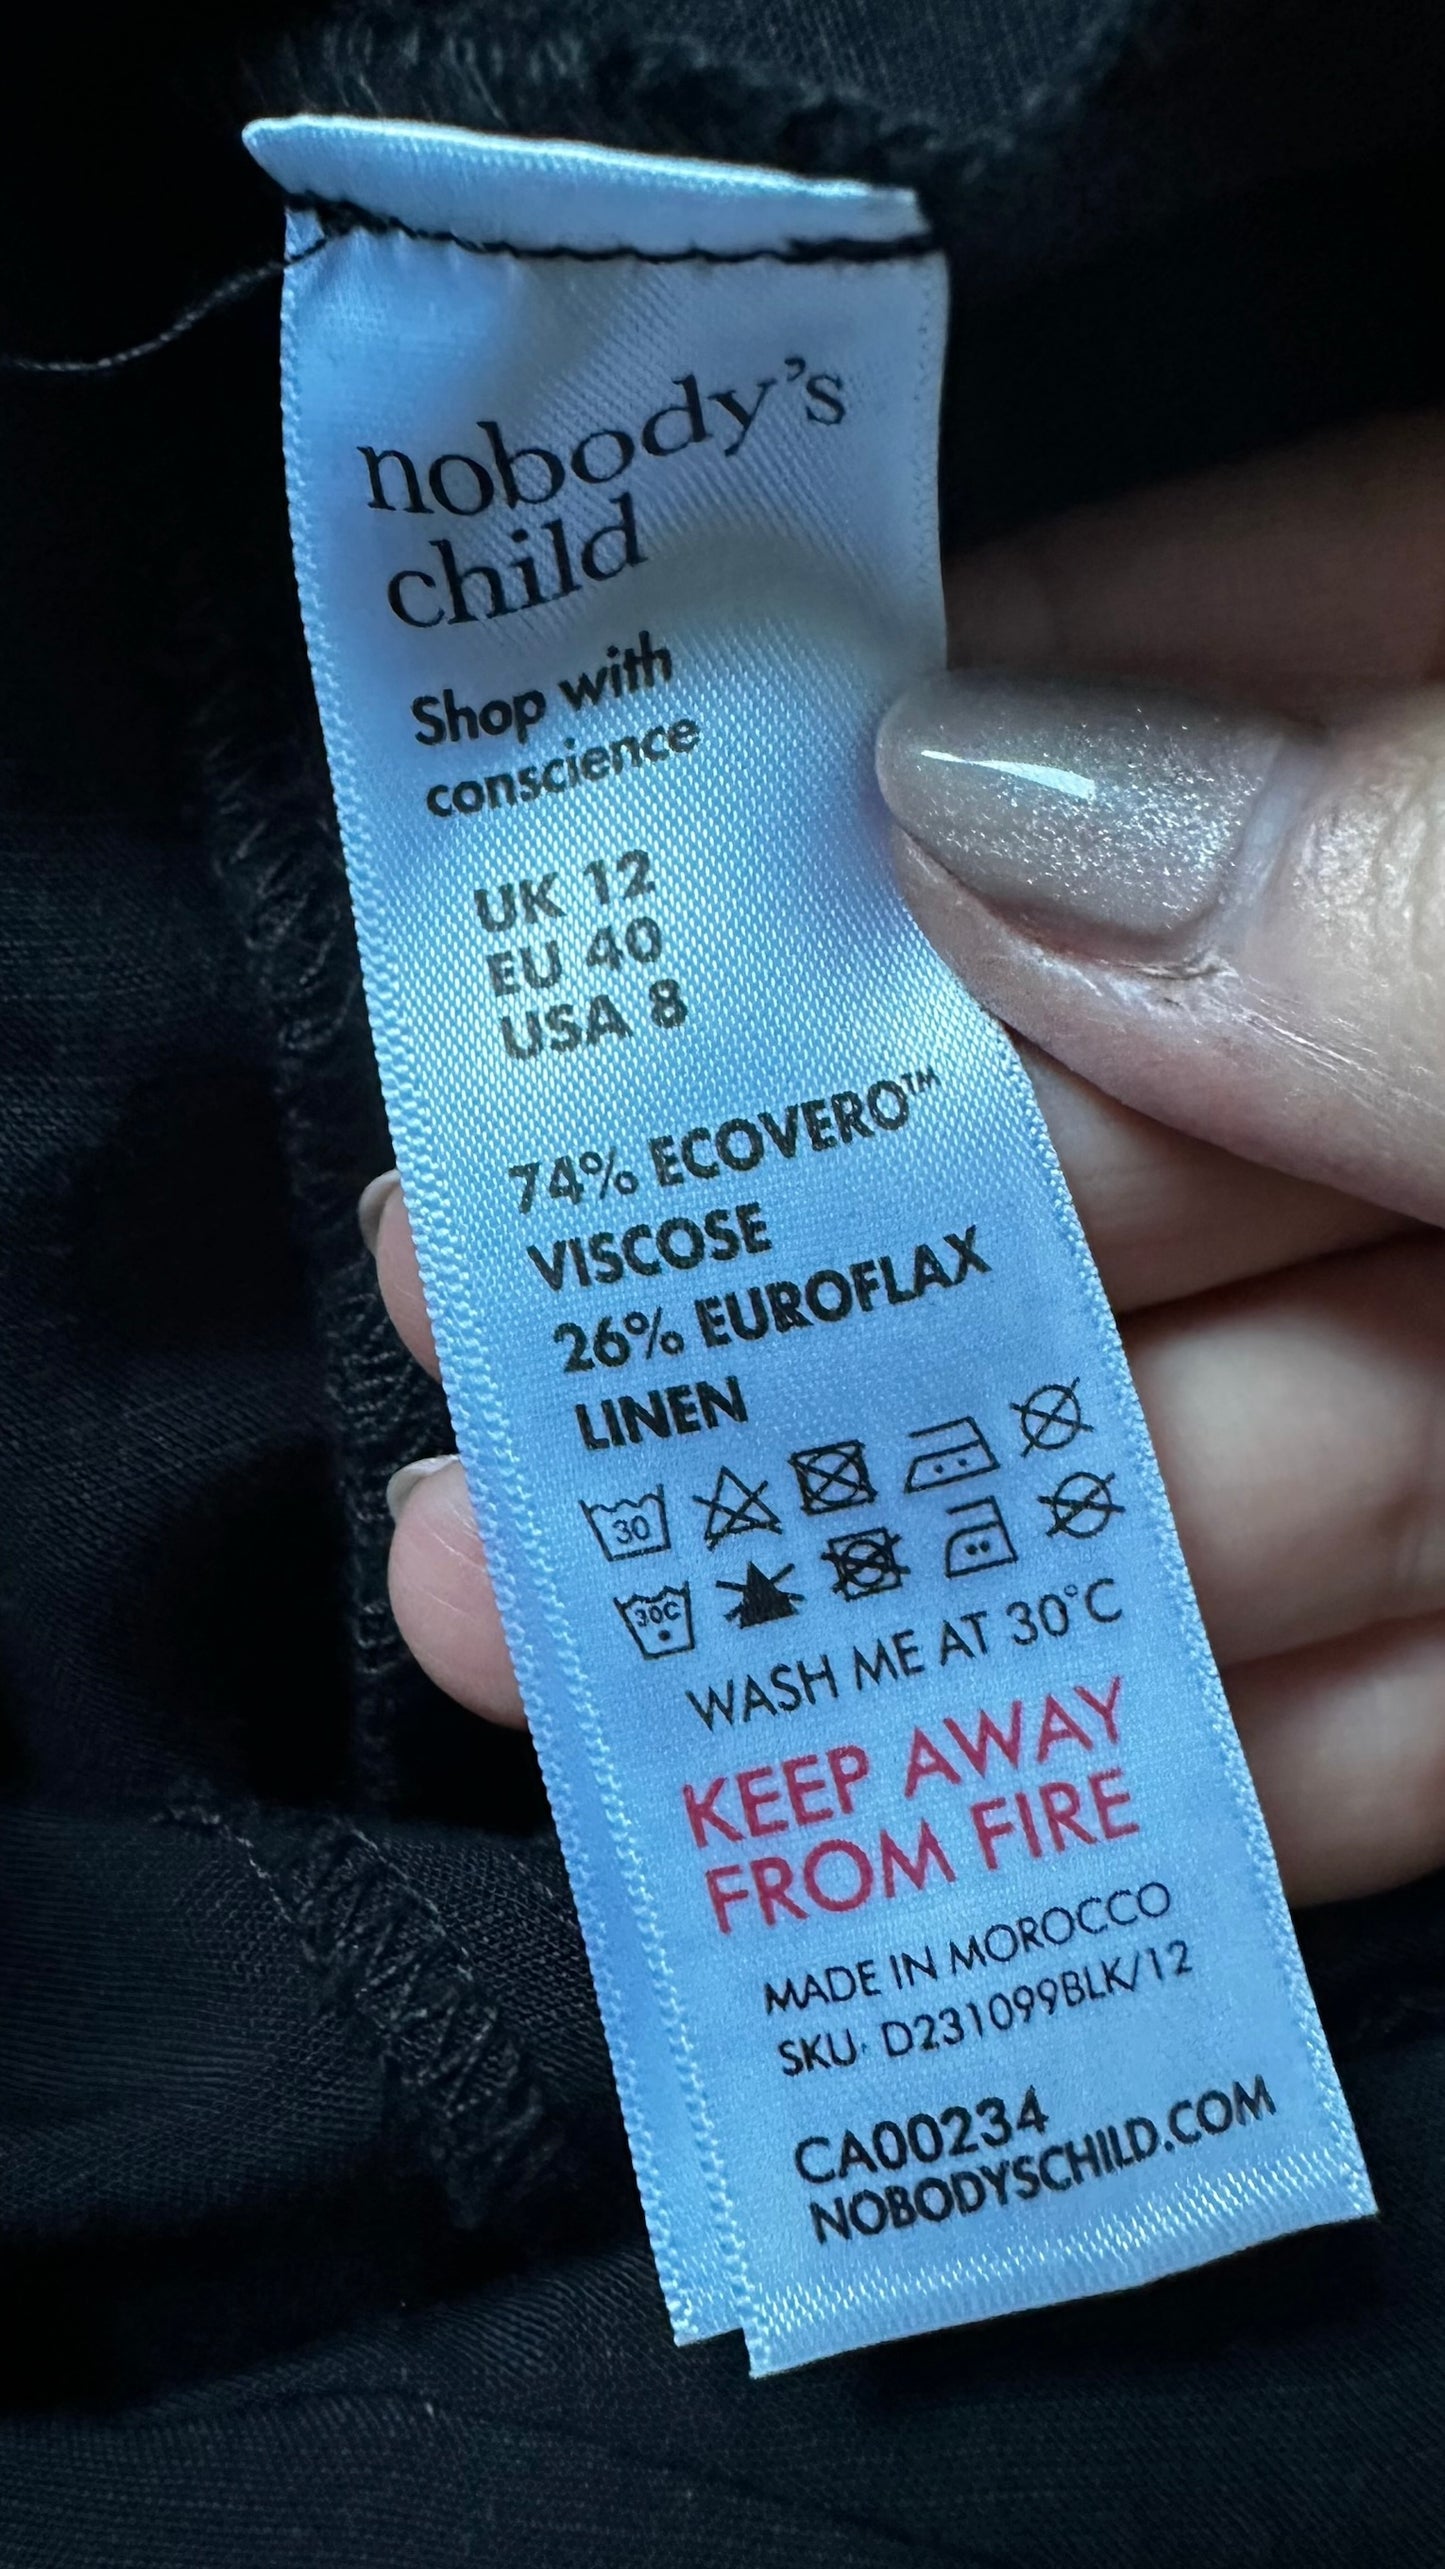 nobody's
child
Shop with
conscience
UK 12
EU 40
USA 8
74% ECOVERO™
VISCOSE
26% EUROFLAX
LINEN
30
30C
WASH ME AT 30°C
KEEP AWAY
FROM FIRE
MADE IN MOROCCO
SKU: D231099BLK/12
CA00234
NOBODYSCHILD.COM